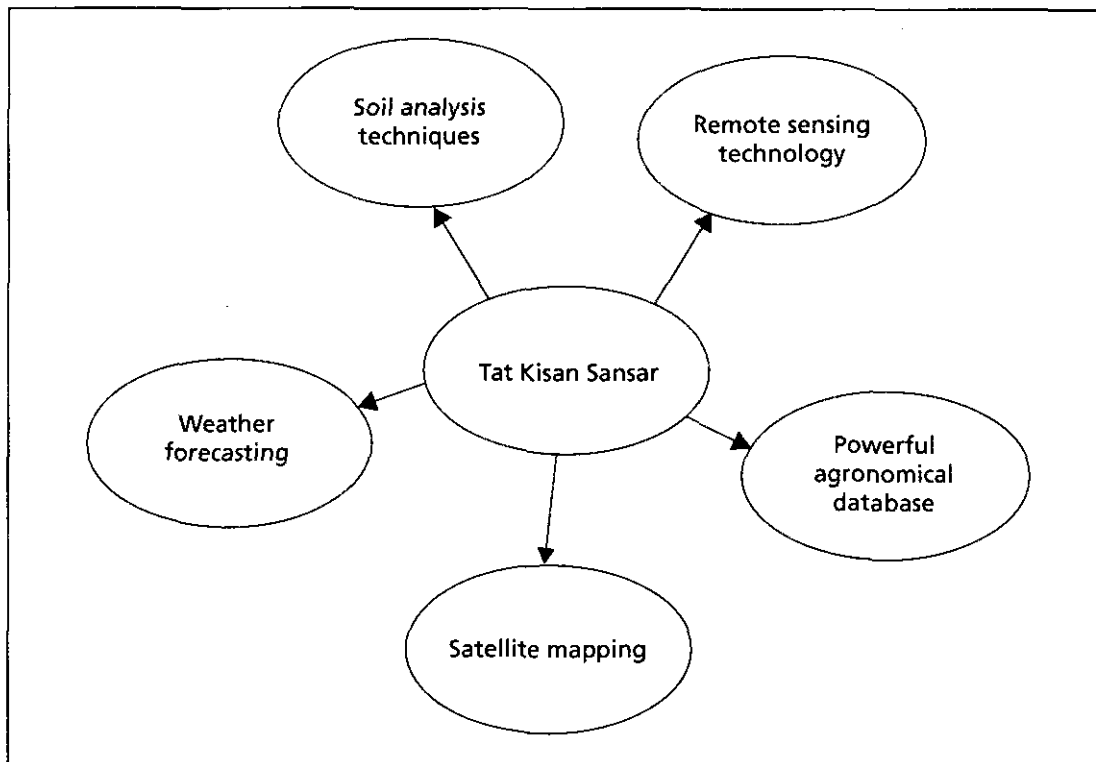 Soil analysis
techniques
Remote sensing
technology
Tat Kisan Sansar
Weather
forecasting
Powerful
agronomical
database
Satellite mapping